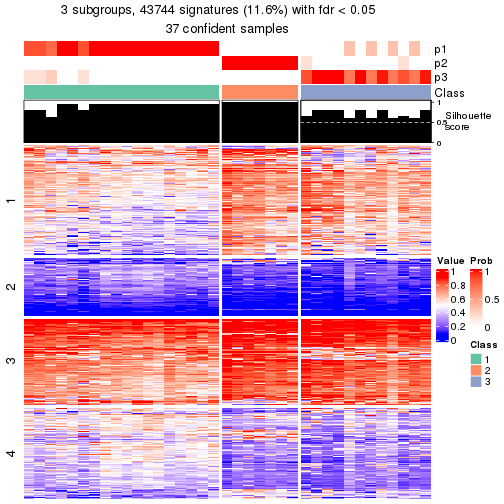 3 subgroups, 43744 signatures (11.6%) with fdr < 0.05
37 confident samples
p1
p2
p3
Class
1
0.5
0
Silhouette
score
1
2
3
4
Value
1
0.8
0.6
0.4
0.2
0
Prob
1
0.5
0
Class
1
2
3